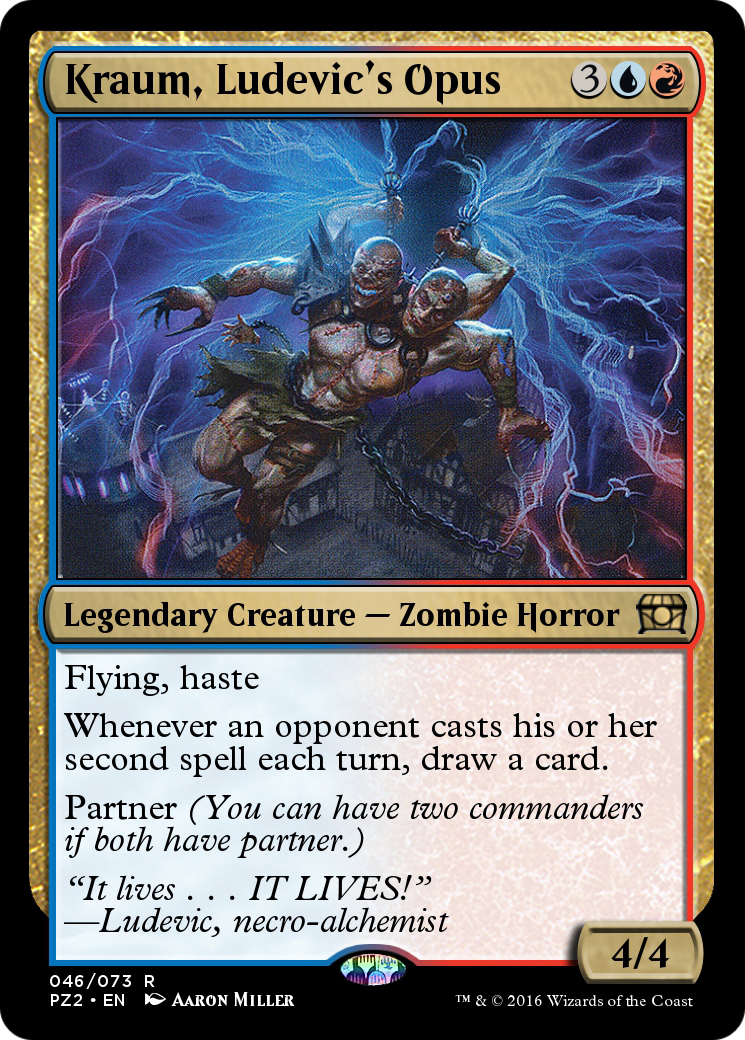 Kraum, Ludevic's Opus 3
Legendary Creature — Zombie Horror
Flying, haste
Whenever an opponent casts his or her
second spell each turn, draw a card.
Partner (You can have two commanders
if both have partner.)
“It lives . . . IT LIVES!”
—Ludevic, necro-alchemist
4/4
046/073 R
PZ2 • EN AARON MILLER
™ & © 2016 Wizards of the Coast